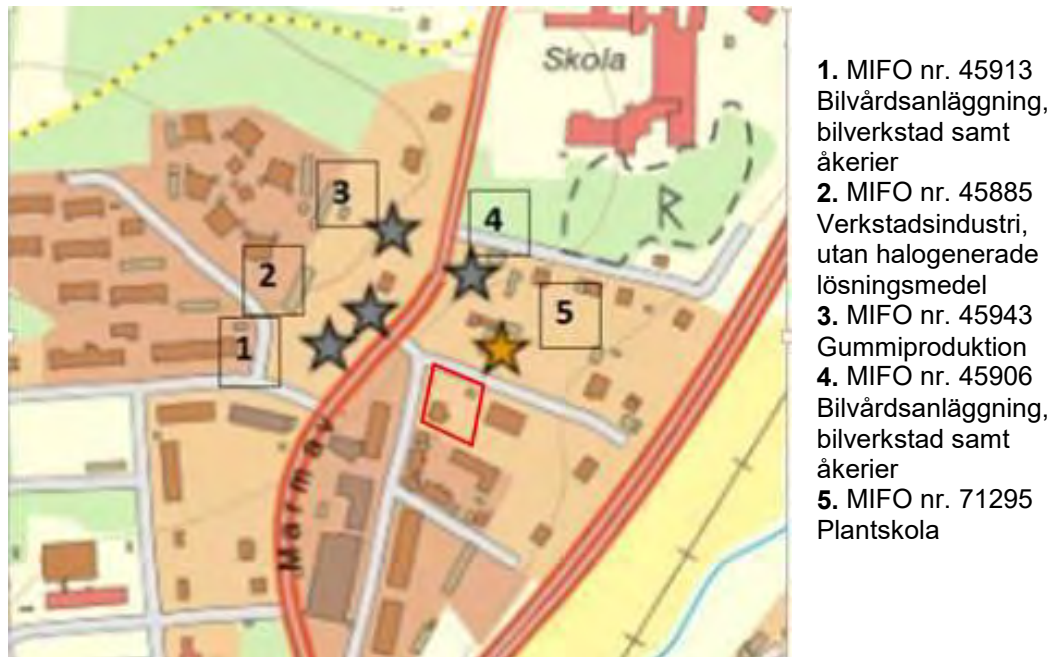 Skola
3
4
R
2
5
1
Marmav
1. MIFO nr. 45913
Bilvårdsanläggning,
bilverkstad samt
åkerier
2. MIFO nr. 45885
Verkstadsindustri,
utan halogenerade
lösningsmedel
3. MIFO nr. 45943
Gummiproduktion
4. MIFO nr. 45906
Bilvårdsanläggning,
bilverkstad samt
åkerier
5. MIFO nr. 71295
Plantskola